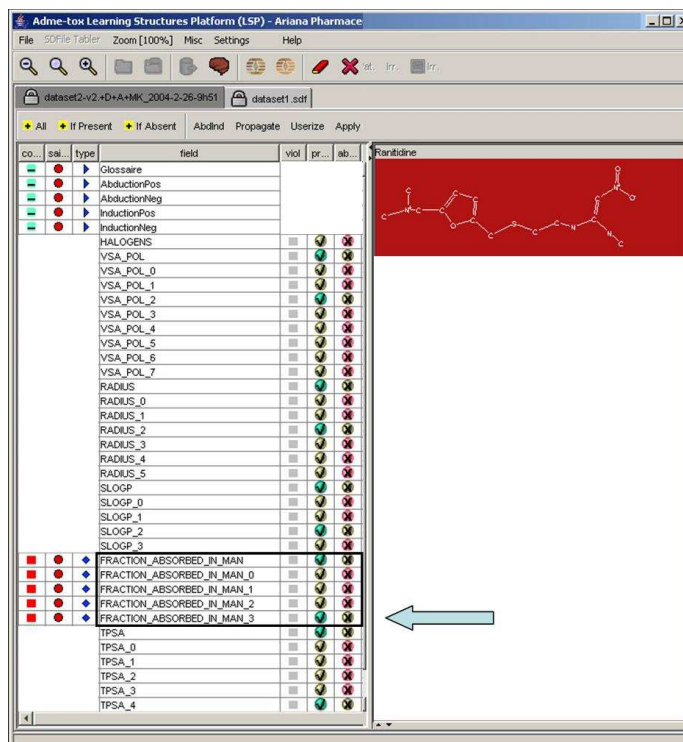 Adme-tox Learning Structures Platform (LSP) - Ariana Pharmace
File SDFile Tabler Zoom [100%] Misc Settings Help
at. Irr. Irr.
dataset2-v2.+D+A+MK_2004-2-26-9h51 dataset1.sdf
+ All + If Present + If Absent AbdInd Propagate Userize Apply
co... sai... type field viol pr... ab... Ranitidine
Glossaire
AbductionPos
AbductionNeg
InductionPos
InductionNeg
HALOGENS
VSA_POL
VSA_POL_0
VSA_POL_1
VSA_POL_2
VSA_POL_3
VSA_POL_4
VSA_POL_5
VSA_POL_6
VSA_POL_7
RADIUS
RADIUS_0
RADIUS_1
RADIUS_2
RADIUS_3
RADIUS_4
RADIUS_5
SLOGP
SLOGP_0
SLOGP_1
SLOGP_2
SLOGP_3
FRACTION_ABSORBED_IN_MAN
FRACTION_ABSORBED_IN_MAN_0
FRACTION_ABSORBED_IN_MAN_1
FRACTION_ABSORBED_IN_MAN_2
FRACTION_ABSORBED_IN_MAN_3
TPSA
TPSA_0
TPSA_1
TPSA_2
TPSA_3
TPSA_4